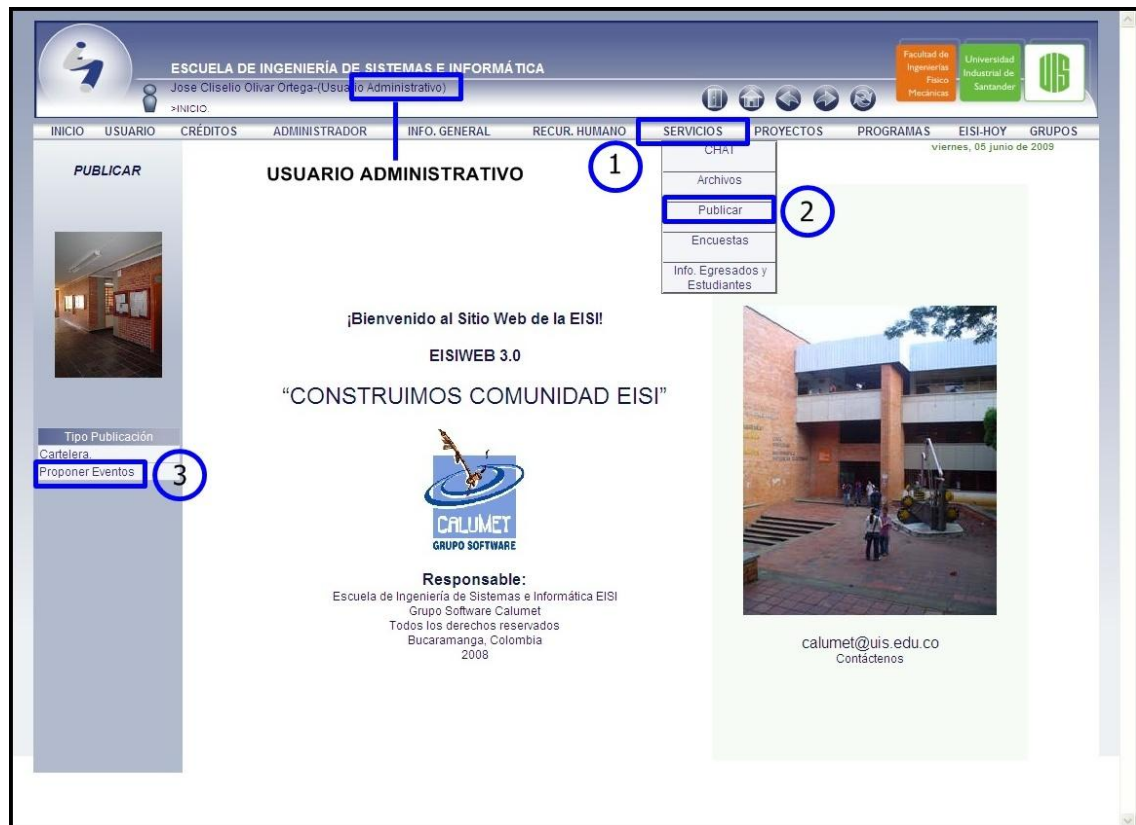 ESCUELA DE INGENIERÍA DE SISTEMAS E INFORMÁTICA
Jose Cliselio Olivar Ortega-(Usuario Administrativo)
>INICIO
Facultad de
Ingenierías
Físico
Mecánicas
Universidad
Industrial de
Santander
UIS
INICIO USUARIO CRÉDITOS ADMINISTRADOR INFO. GENERAL RECUR. HUMANO SERVICIOS PROYECTOS PROGRAMAS EISI-HOY GRUPOS
viernes, 05 junio de 2009
PUBLICAR
USUARIO ADMINISTRATIVO
1
CHAT
Archivos
Publicar
2
Encuestas
Info. Egresados y
Estudiantes
¡Bienvenido al Sitio Web de la EISI!
EISIWEB 3.0
“CONSTRUIMOS COMUNIDAD EISI”
Tipo Publicación
Cartelera.
Proponer Eventos
3
CALUMET
GRUPO SOFTWARE
Responsable:
Escuela de Ingeniería de Sistemas e Informática EISI
Grupo Software Calumet
Todos los derechos reservados
Bucaramanga, Colombia
2008
calumet@uis.edu.co
Contáctenos